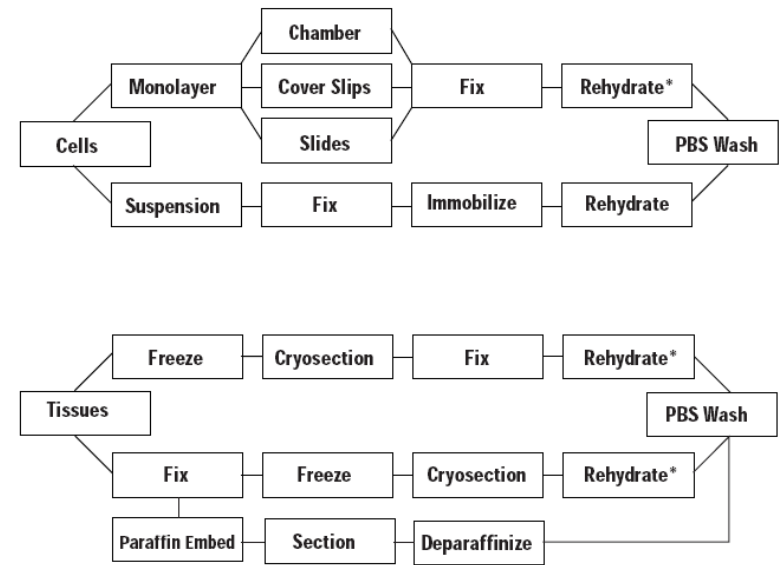 Chamber
Monolayer Cover Slips Fix Rehydrate*
Cells Slides PBS Wash
Suspension Fix Immobilize Rehydrate
Freeze Cryosection Fix Rehydrate*
Tissues PBS Wash
Fix Freeze Cryosection Rehydrate*
Paraffin Embed Section Deparaffinize